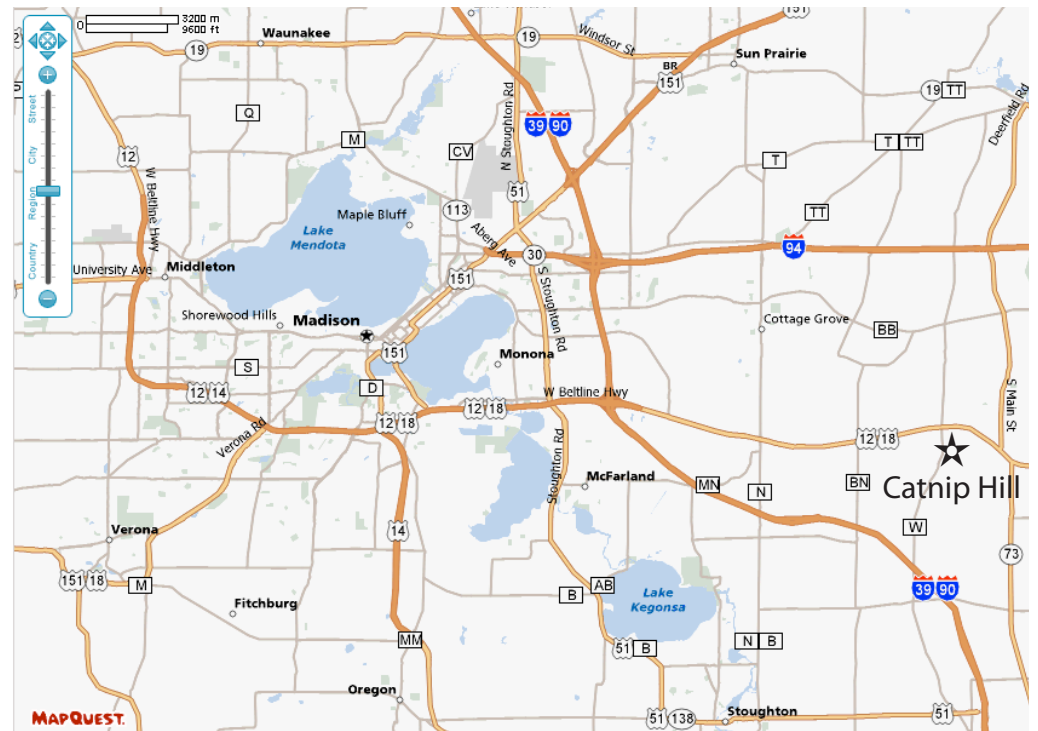 3200 m
0
9600 ft
Street
City
Region
Country
Waunakee
19
19
Windsor St
151
Sun Prairie
BR
151
19 TT
Deerfield Rd
Q
M
CV
N Stoughton Rd
39 90
T TT
T
12
W Beltline Hwy
51
Maple Bluff
113
TT
Lake
Mendota
Aberg Ave
94
30
University Ave
Middleton
151
S Stoughton Rd
Shorewood Hills
Madison
Cottage Grove
BB
151
Monona
S
D
W Beltline Hwy
12 14
12 18
S Main St
Verona Rd
12 18
12 18
Stoughton Rd
McFarland
MN
N
BN
Catnip Hill
Verona
14
W
73
151 18
M
AB
B
Lake
Kegonsa
39 90
Fitchburg
MM
51 B
N B
Oregon
MAPQUEST.
51 138
Stoughton
51